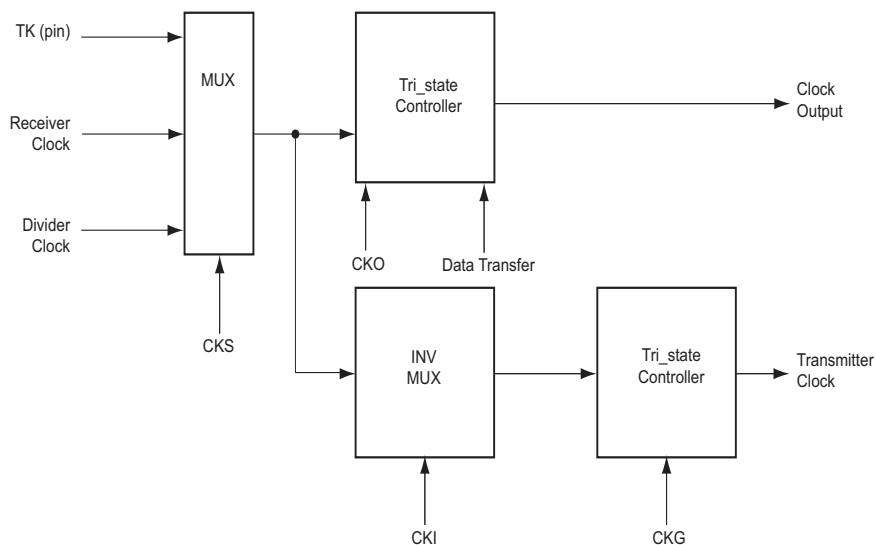 TK (pin)
MUX
Tri_state
Controller
Clock
Output
Receiver
Clock
Divider
Clock
CKO
Data Transfer
CKS
INV
MUX
Tri_state
Controller
Transmitter
Clock
CKI
CKG